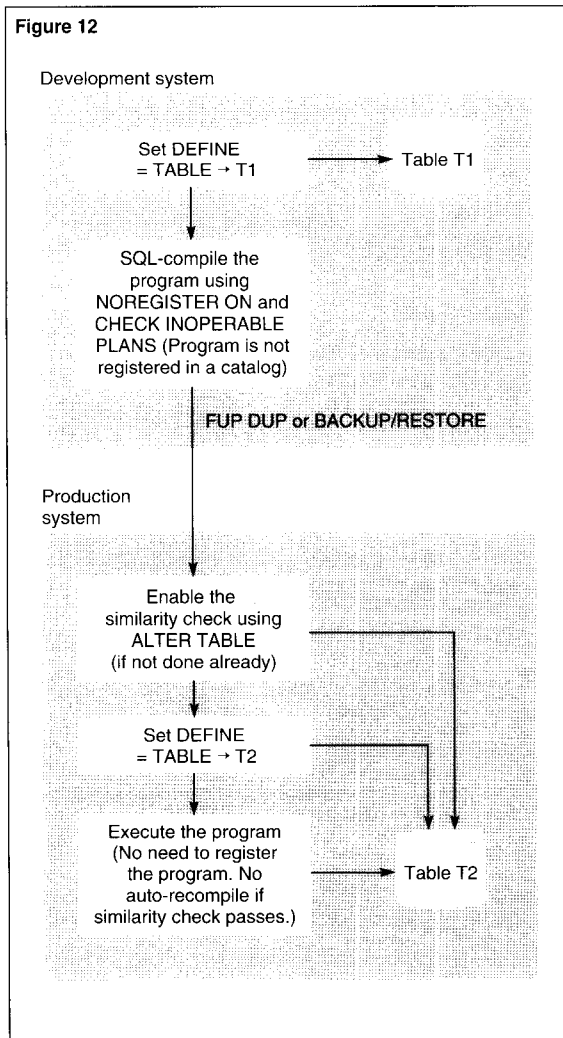 Figure 12
Development system
Set DEFINE
= TABLE → T1
Table T1
SQL-compile the
program using
NOREGISTER ON and
CHECK INOPERABLE
PLANS (Program is not
registered in a catalog)
FUP DUP or BACKUP/RESTORE
Production
system
Enable the
similarity check using
ALTER TABLE
(if not done already)
Set DEFINE
= TABLE → T2
Execute the program
(No need to register
the program. No
auto-recompile if
similarity check passes.)
Table T2